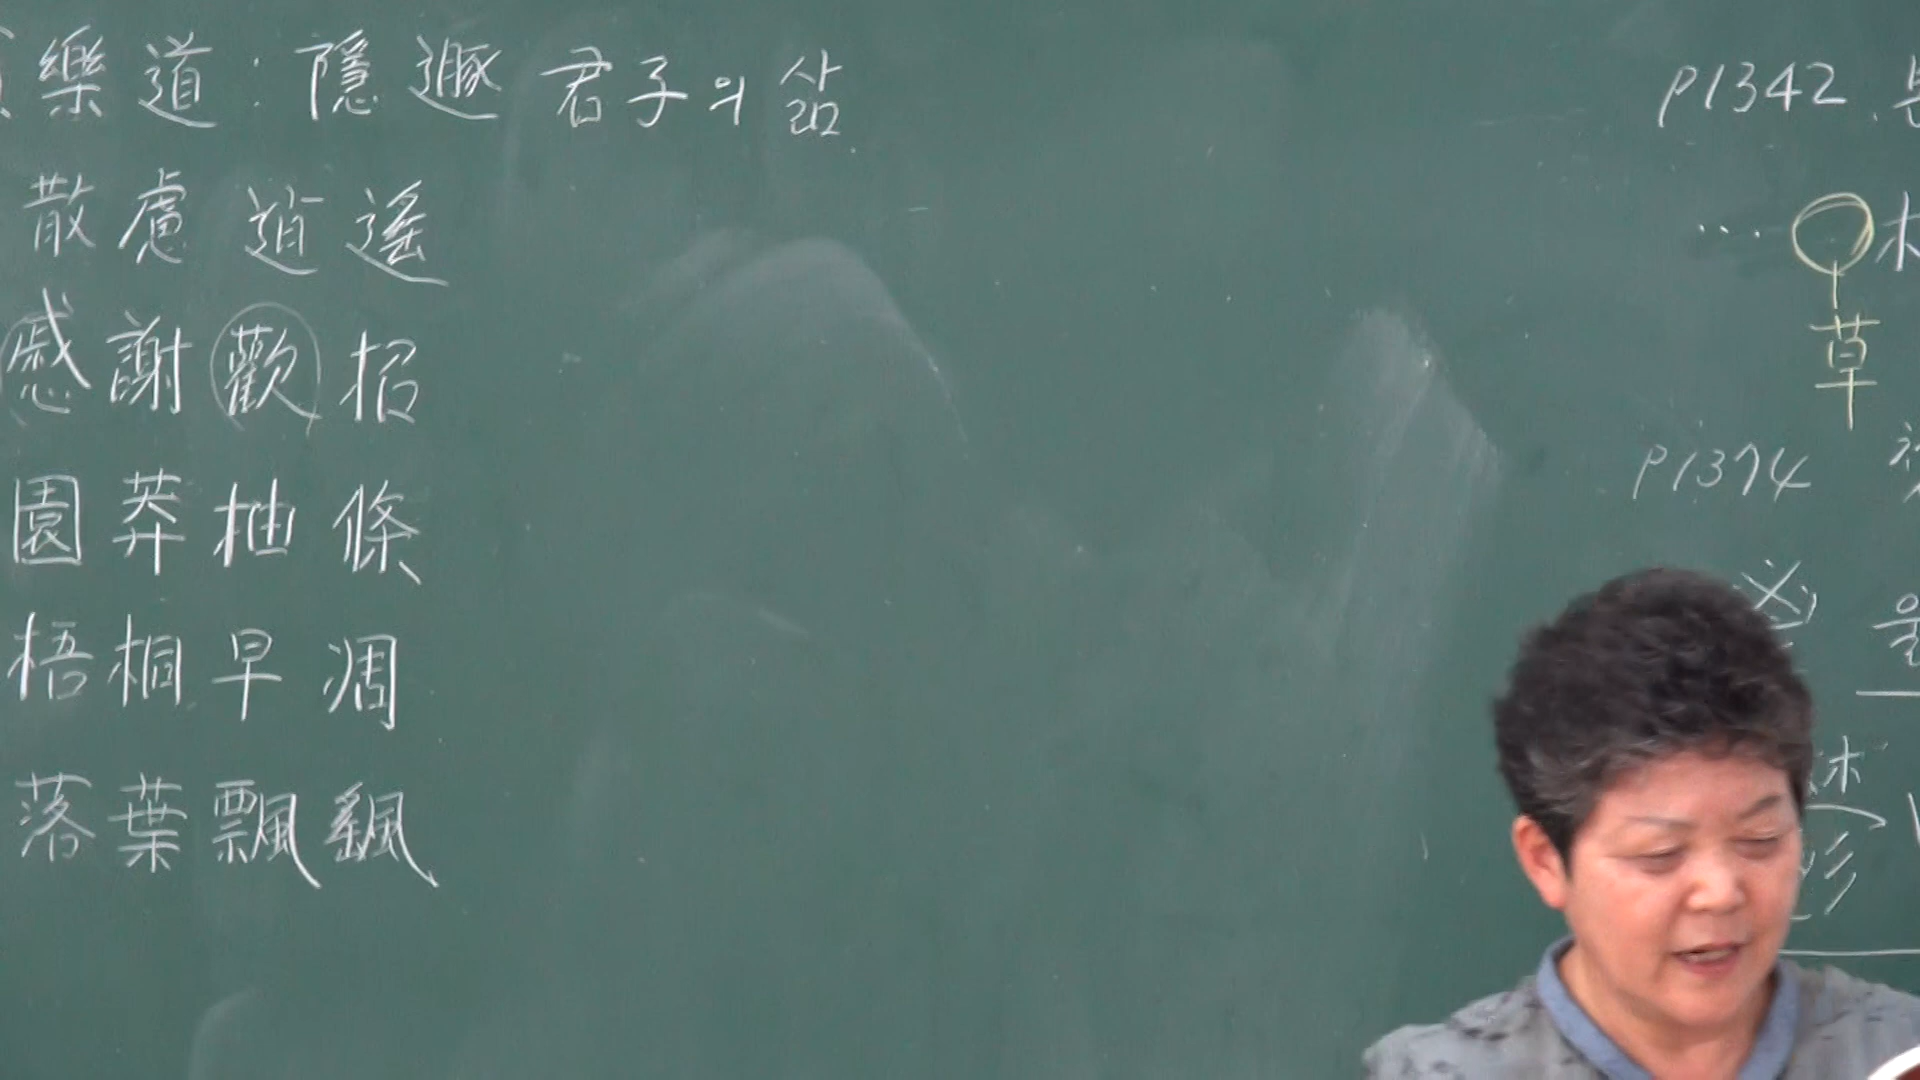 樂道 : 隱遯 君子의 삶
散慮逍遙
慼謝歡招
園莽抽條
梧桐早凋
落葉飄颻
p1342.
…
草
p1374